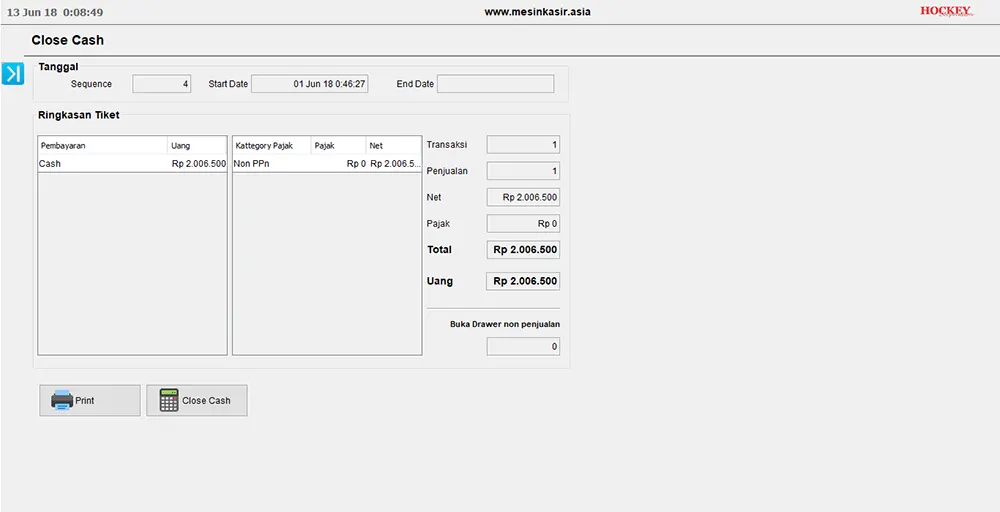 13 Jun 18 0:08:49 www.mesinkasir.asia HOCKEY
Close Cash
Tanggal
Sequence 4 Start Date 01 Jun 18 0:46:27 End Date
Ringkasan Tiket
Pembayaran Uang Kattegory Pajak Pajak Net Transaksi 1
Cash Rp 2.006.500 Non PPn Rp 0 Rp 2.006.5...
Penjualan 1
Net Rp 2.006.500
Pajak Rp 0
Total Rp 2.006.500
Uang Rp 2.006.500
Buka Drawer non penjualan
0
Print Close Cash